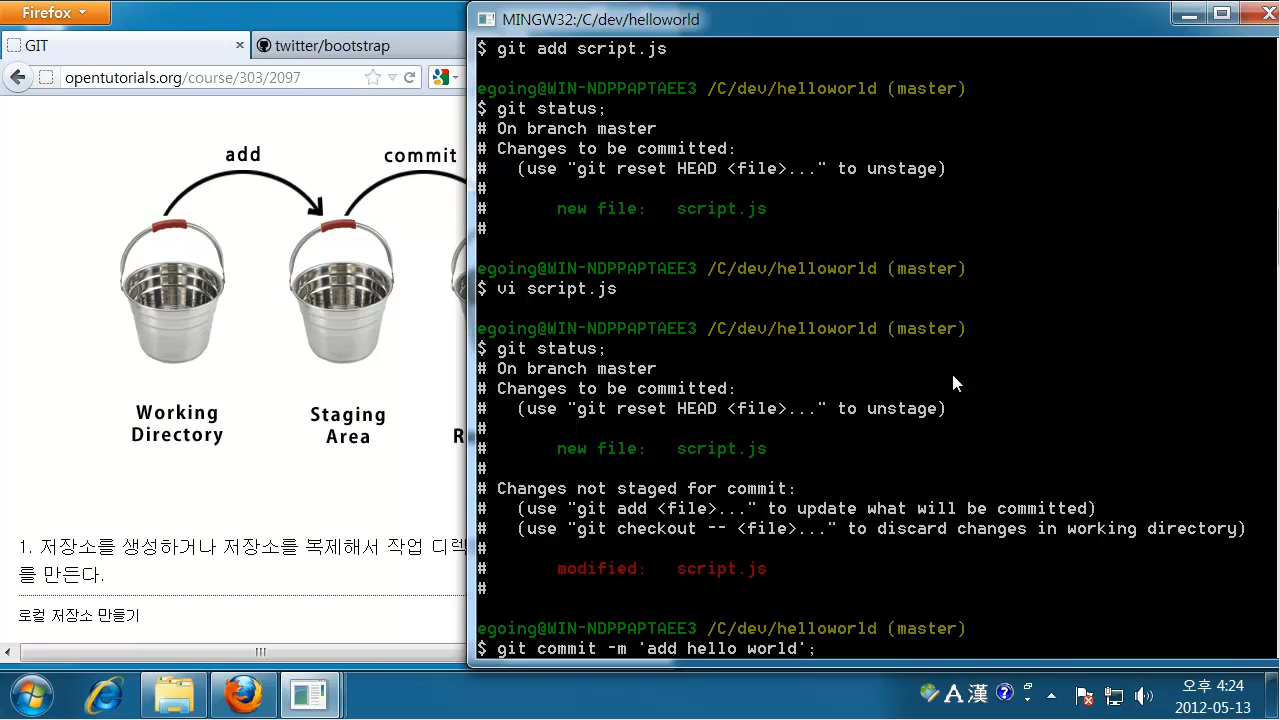 Firefox
GIT
twitter/bootstrap
opentutorials.org/course/303/2097
add
commit
Working
Directory
Staging
Area
R
1. 저장소를 생성하거나 저장소를 복제해서 작업 디렉
를 만든다.
로컬 저장소 만들기
MINGW32:/C/dev/helloworld
$ git add script.js
egoing@WIN-NDPPAPTAEE3 /C/dev/helloworld (master)
$ git status;
# On branch master
# Changes to be committed:
#   (use "git reset HEAD <file>..." to unstage)
#
#       new file:   script.js
#
egoing@WIN-NDPPAPTAEE3 /C/dev/helloworld (master)
$ vi script.js
egoing@WIN-NDPPAPTAEE3 /C/dev/helloworld (master)
$ git status;
# On branch master
# Changes to be committed:
#   (use "git reset HEAD <file>..." to unstage)
#
#       new file:   script.js
#
# Changes not staged for commit:
#   (use "git add <file>..." to update what will be committed)
#   (use "git checkout -- <file>..." to discard changes in working directory)
#
#       modified:   script.js
#
egoing@WIN-NDPPAPTAEE3 /C/dev/helloworld (master)
$ git commit -m 'add hello world';
A 漢
오후 4:24
2012-05-13